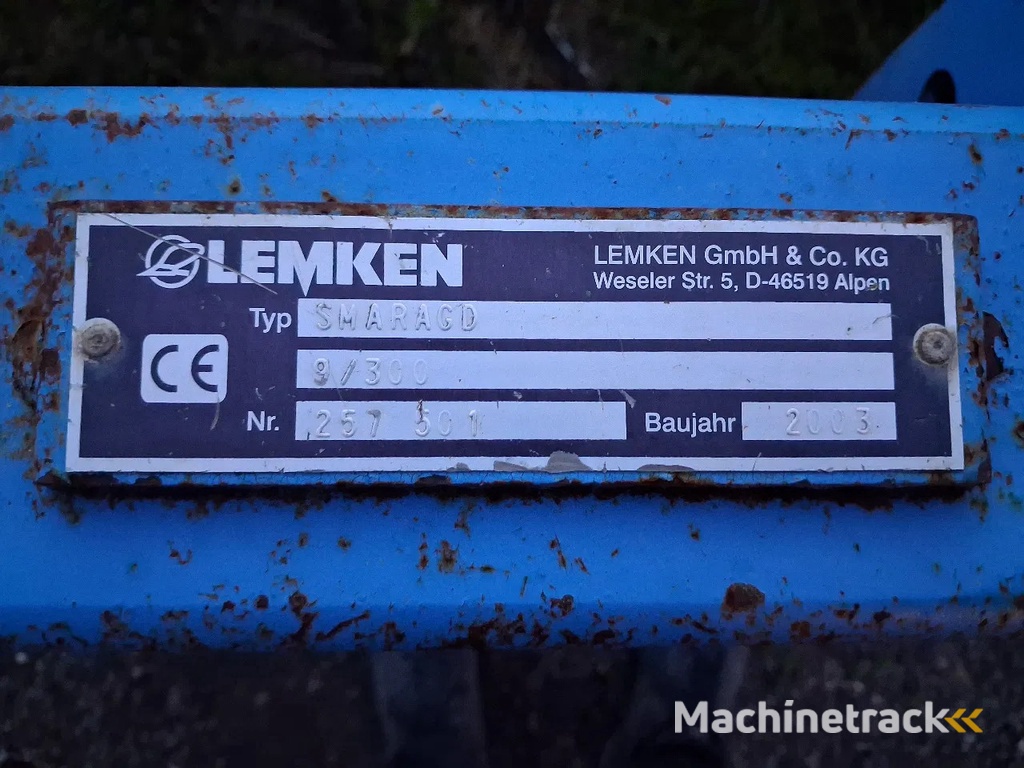 LEMKEN
LEMKEN GmbH & Co. KG
Weseler Str. 5, D-46519 Alpen
Typ SMARAGD
CE 9/300
Nr. 257 501 Baujahr 2003
Machinetrack